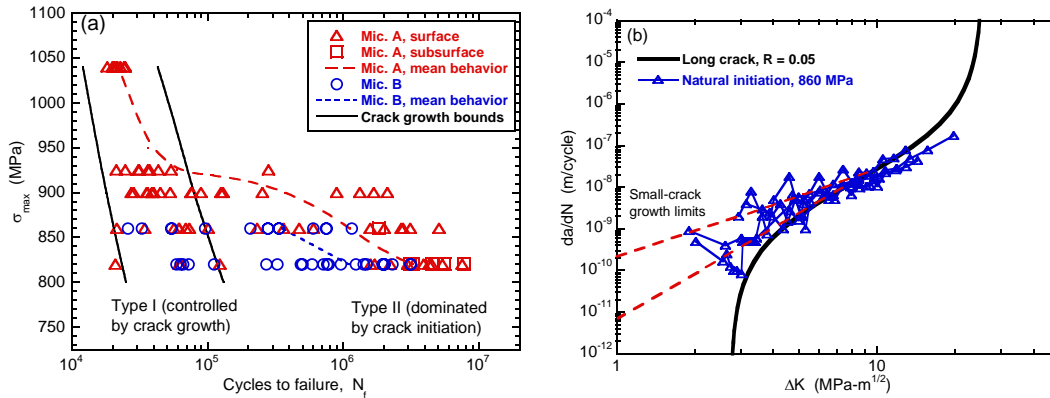 (a)
Mic. A, surface
Mic. A, subsurface
Mic. A, mean behavior
Mic. B
Mic. B, mean behavior
Crack growth bounds
1100
1050
1000
950
900
850
800
750
σmax (MPa)
Type I (controlled
by crack growth)
Type II (dominated
by crack initiation)
10^4
10^5
10^6
10^7
Cycles to failure, Nf
(b)
Long crack, R = 0.05
Natural initiation, 860 MPa
10^-4
10^-5
10^-6
10^-7
10^-8
10^-9
10^-10
10^-11
10^-12
da/dN (m/cycle)
Small-crack
growth limits
1
10
ΔK (MPa-m^1/2)